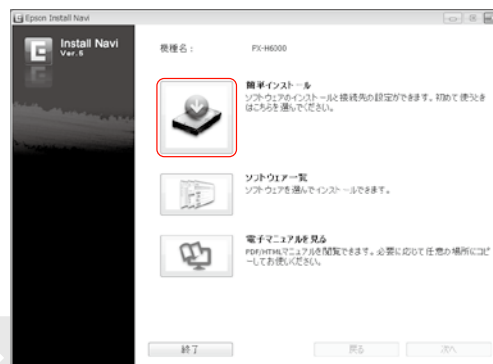 Epson Install Navi
Install Navi
Ver.5
機種名：
PX-H6000
簡単インストール
ソフトウェアのインストールと接続先の設定ができます。初めて使うとき
はこちらを選んでください。
ソフトウェア一覧
ソフトウェアを選んでインストールできます。
電子マニュアルを見る
PDF/HTMLマニュアルを閲覧できます。必要に応じて任意の場所にコピ
ーしてお使いください。
終了
戻る
次へ